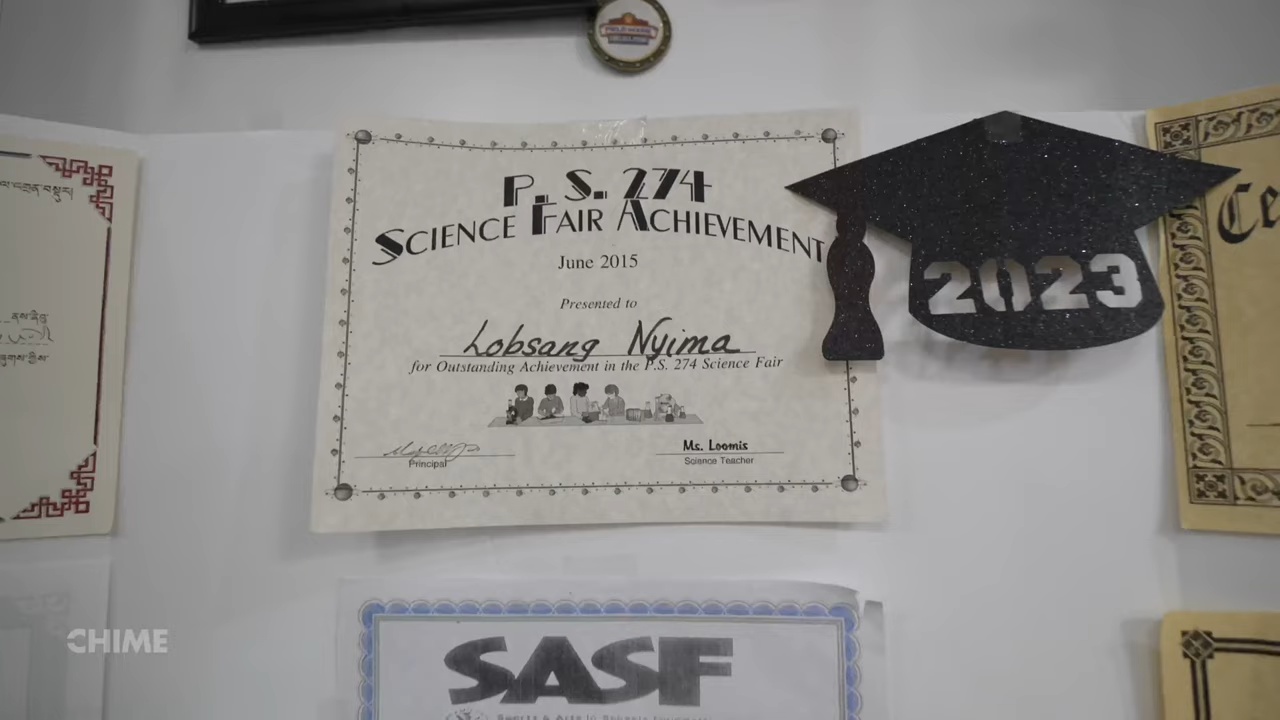 P. S. 274
SCIENCE FAIR ACHIEVEMENT
June 2015
Presented to
Lobsang Nyima
for Outstanding Achievement in the P.S. 274 Science Fair
Principal
Ms. Loomis
Science Teacher
2023
Ce
SASF
CHIME